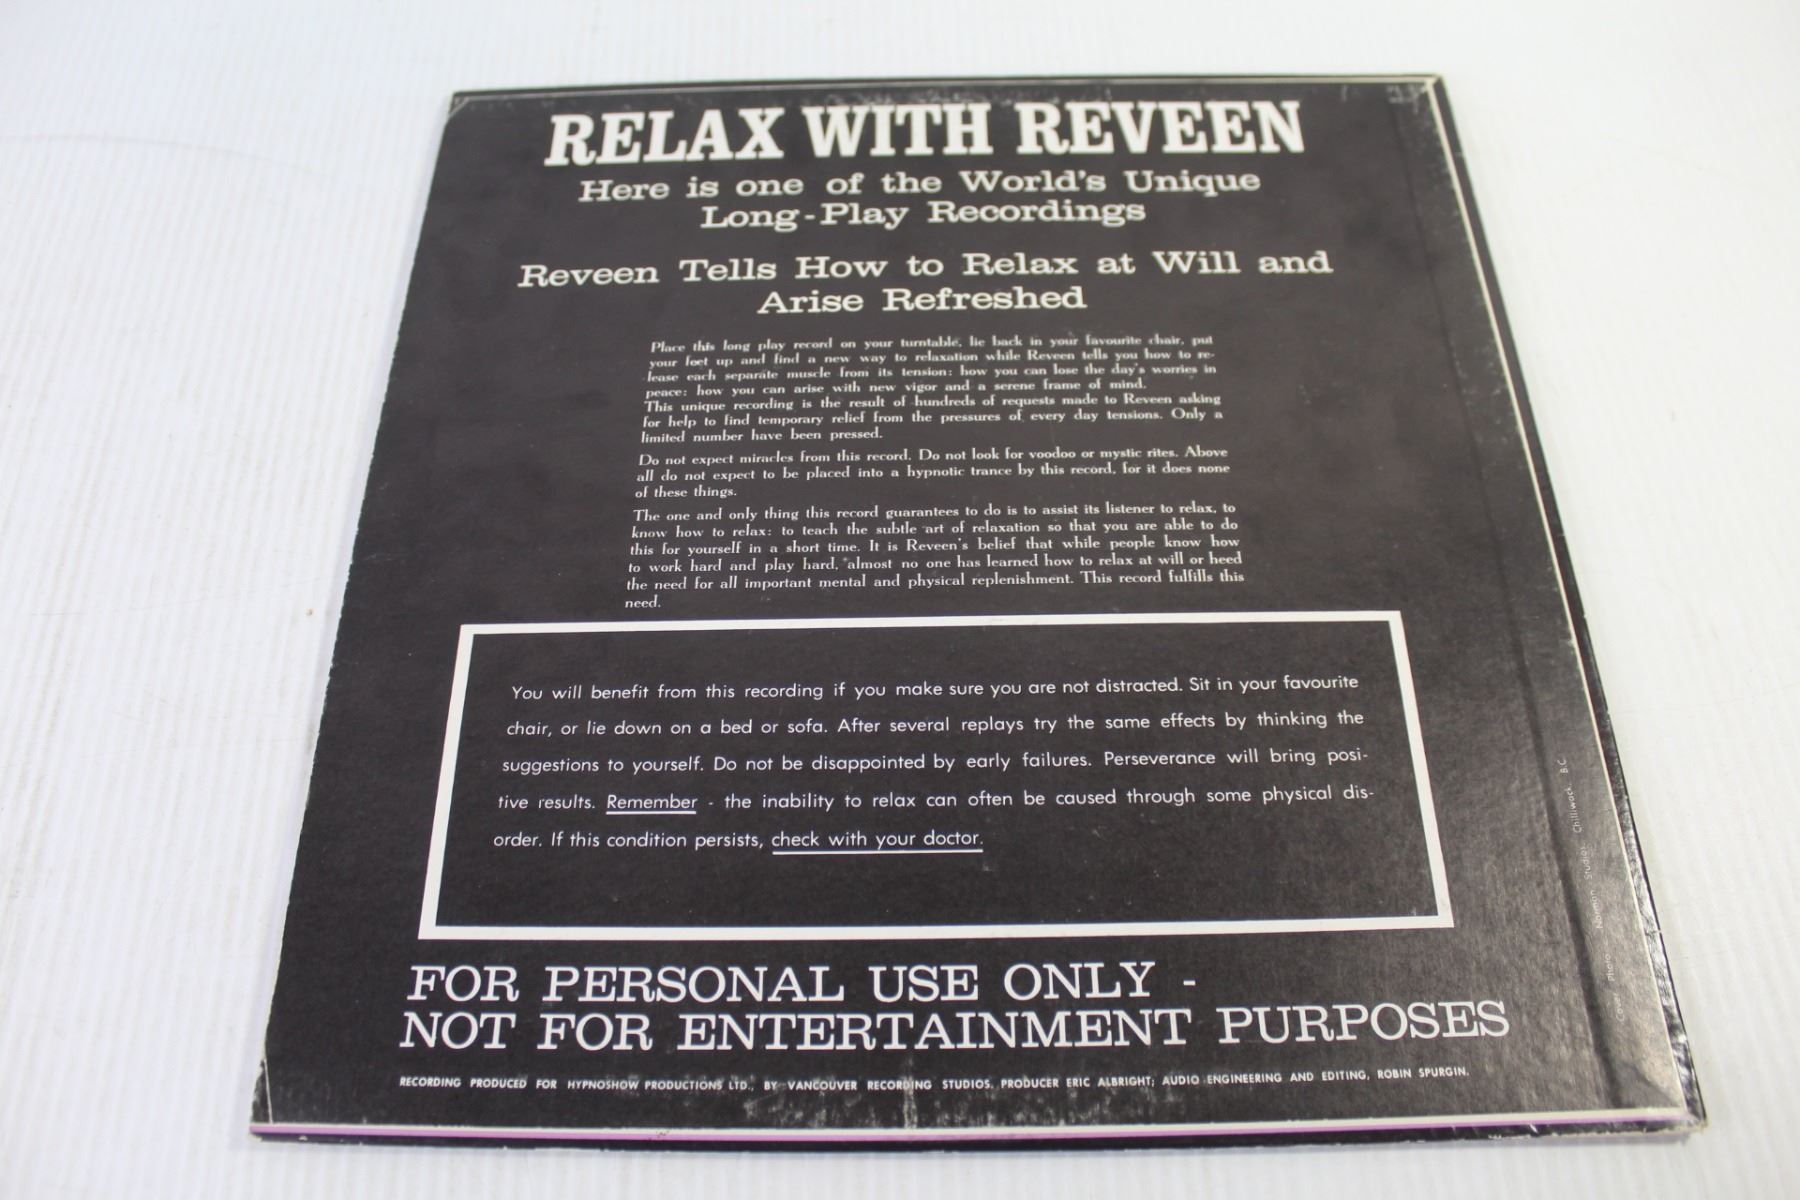 RELAX WITH REVEEN
Here is one of the World's Unique
Long-Play Recordings
Reveen Tells How to Relax at Will and
Arise Refreshed
Place this long play record on your turntable, lie back in your favourite chair, put
your feet up and find a new way to relaxation while Reveen tells you how to re-
lease each separate muscle from its tension: how you can lose the day's worries in
peace: how you can arise with new vigor and a serene frame of mind.
This unique recording is the result of hundreds of requests made to Reveen asking
for help to find temporary relief from the pressures of every day tensions. Only a
limited number have been pressed.
Do not expect miracles from this record. Do not look for voodoo or mystic rites. Above
all do not expect to be placed into a hypnotic trance by this record, for it does none
of these things.
The one and only thing this record guarantees to do is to assist its listener to relax, to
know how to relax: to teach the subtle art of relaxation so that you are able to do
this for yourself in a short time. It is Reveen's belief that while people know how
to work hard and play hard, almost no one has learned how to relax at will or heed
the need for all important mental and physical replenishment. This record fulfills this
need.
You will benefit from this recording if you make sure you are not distracted. Sit in your favourite
chair, or lie down on a bed or sofa. After several replays try the same effects by thinking the
suggestions to yourself. Do not be disappointed by early failures. Perseverance will bring posi-
tive results. Remember - the inability to relax can often be caused through some physical dis-
order. If this condition persists, check with your doctor.
FOR PERSONAL USE ONLY -
NOT FOR ENTERTAINMENT PURPOSES
RECORDING PRODUCED FOR HYPNOSHOW PRODUCTIONS LTD., BY VANCOUVER RECORDING STUDIOS. PRODUCER ERIC ALBRIGHT; AUDIO ENGINEERING AND EDITING, ROBIN SPURGIN.
Cover photo Norman Studios Chilliwack B.C.